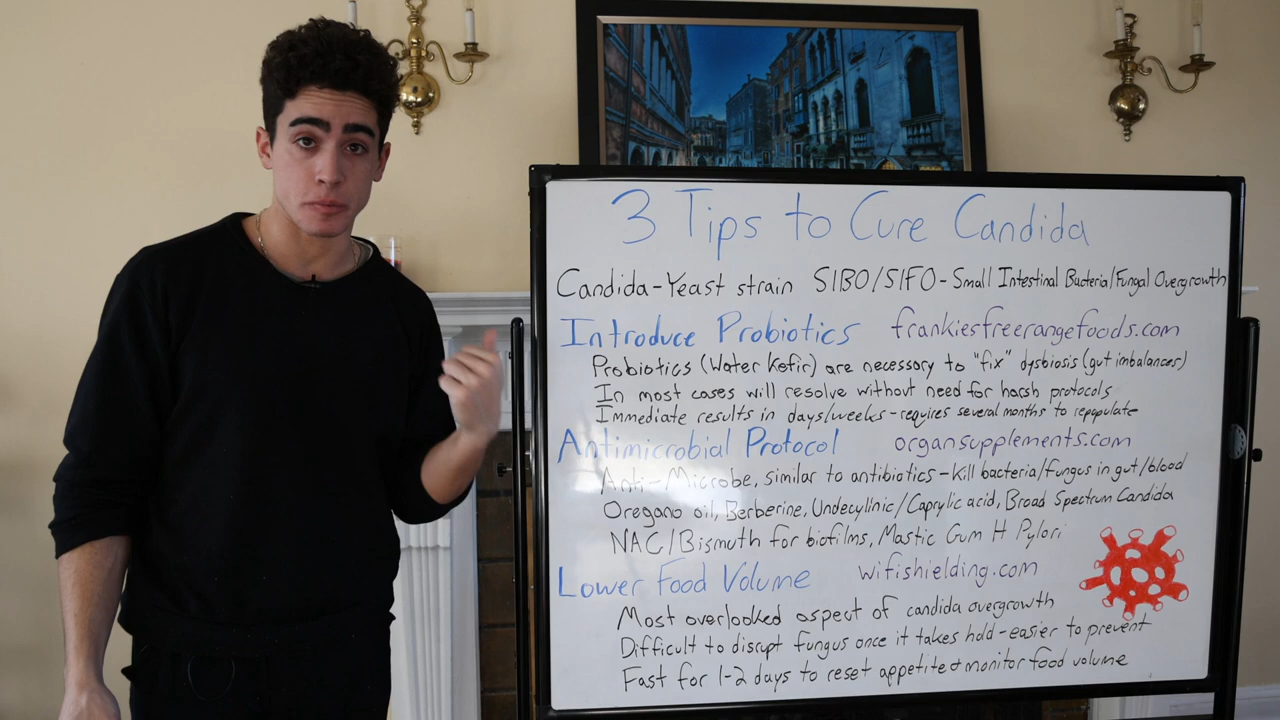 3 Tips to Cure Candida
Candida-Yeast strain SIBO/SIFO-Small Intestinal Bacteria/Fungal Overgrowth
Introduce Probiotics frankiesfreerangefoods.com
Probiotics (Water Kefir) are necessary to "fix" dysbiosis (gut imbalances)
In most cases will resolve without need for harsh protocols
Immediate results in days/weeks-requires several months to repopulate
Antimicrobial Protocol organsupplements.com
Anti-Microbe, similar to antibiotics-Kill bacteria/fungus in gut/blood
Oregano oil, Berberine, Undecylinic/Caprylic acid, Broad Spectrum Candida
NAC/Bismuth for biofilms, Mastic Gum H Pylori
Lower Food Volume wifishielding.com
Most overlooked aspect of candida overgrowth
Difficult to disrupt fungus once it takes hold-easier to prevent
Fast for 1-2 days to reset appetite + monitor food volume